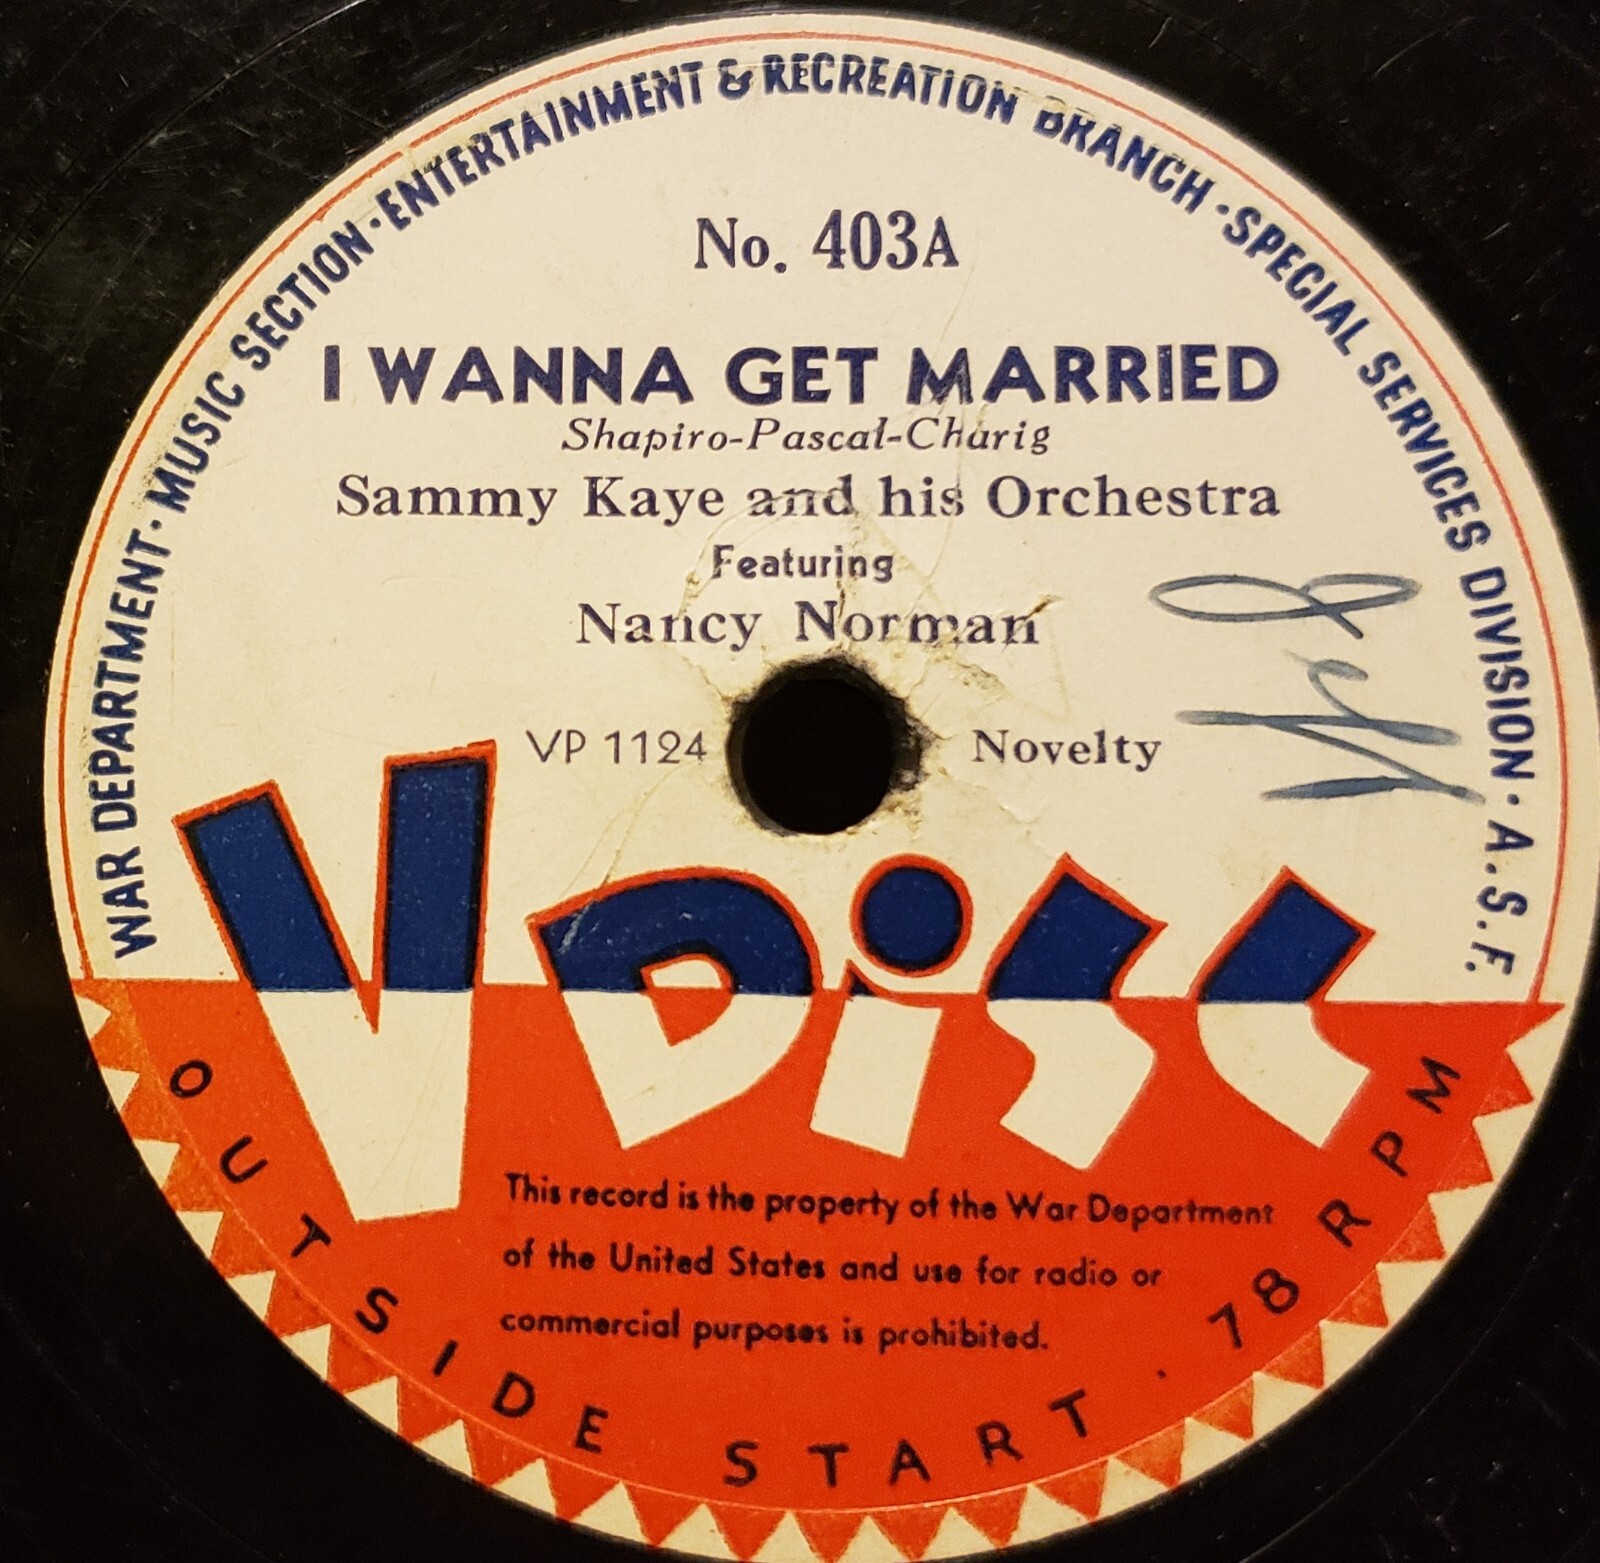 WAR DEPARTMENT · MUSIC SECTION · ENTERTAINMENT & RECREATION BRANCH · SPECIAL SERVICES DIVISION · A.S.F.
No. 403A
I WANNA GET MARRIED
Shapiro-Pascal-Charig
Sammy Kaye and his Orchestra
Featuring
Nancy Norman
VP 1124 Novelty
V Disc
This record is the property of the War Department
of the United States and use for radio or
commercial purposes is prohibited.
OUTSIDE START · 78 RPM